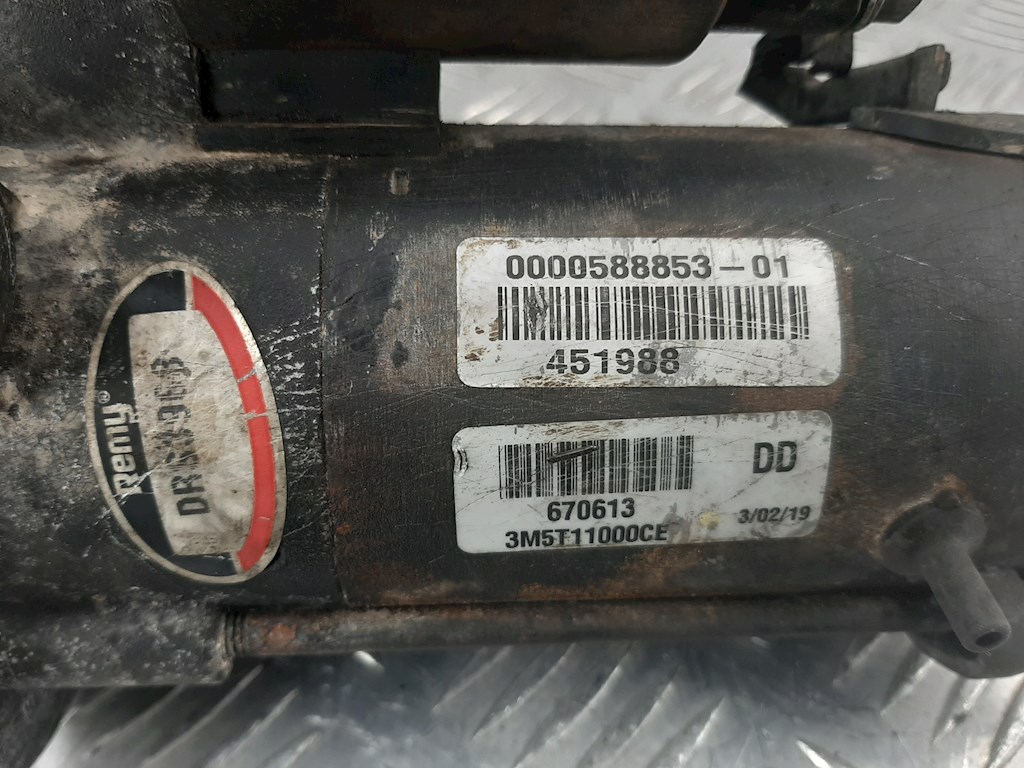 remy®
0000588853-01
451988
DD
670613
3/02/19
3M5T11000CE